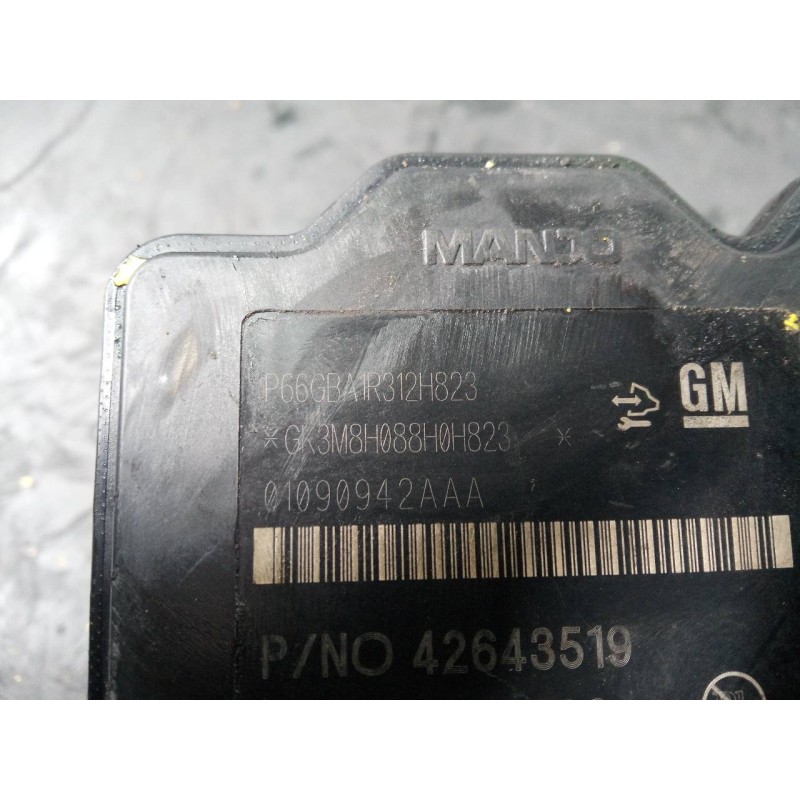 MANDO
P66GBA1R312H823
GM
*GK3M8H088H0H823 *
01090942AAA
P/NO 42643519